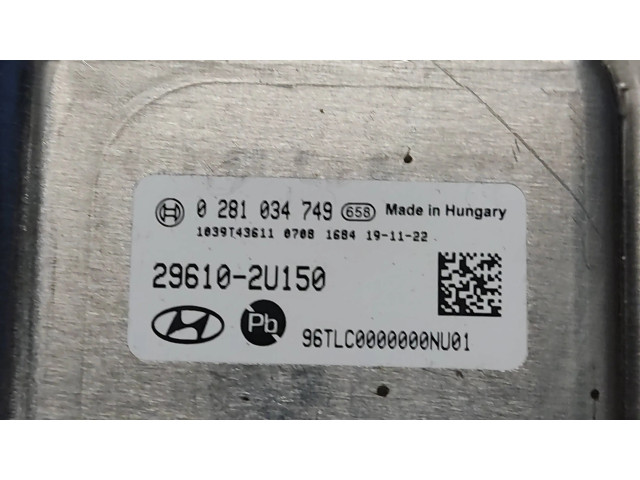 0 281 034 749 658 Made in Hungary
1039T43611 0708 1684 19-11-22
29610-2U150
Pb
96TLC0000000NU01